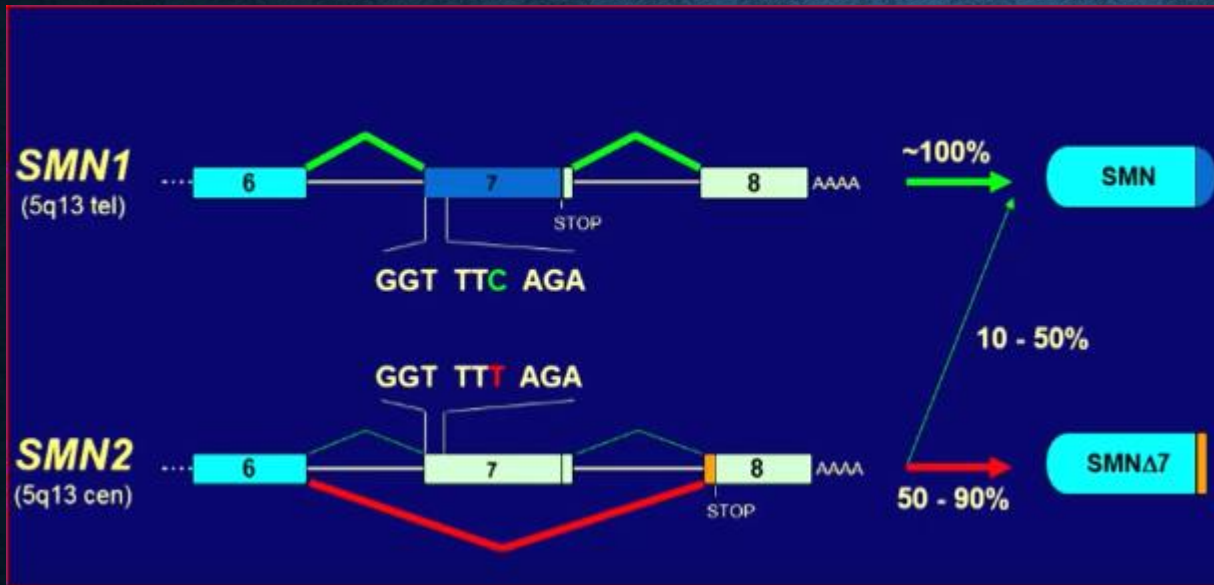 SMN1
(5q13 tel)
6
7
8
AAAA
STOP
GGT TTC AGA
~100%
SMN
10 - 50%
GGT TTT AGA
SMN2
(5q13 cen)
6
7
8
AAAA
STOP
50 - 90%
SMNΔ7